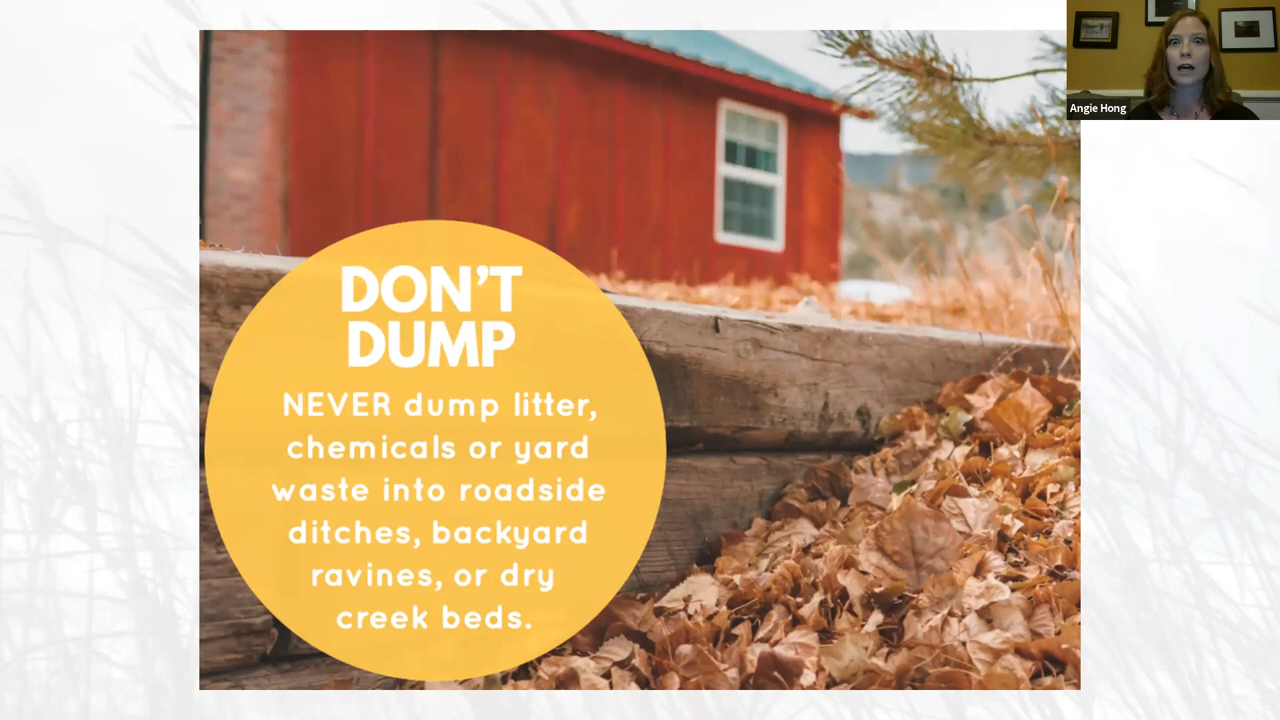 Angie Hong
DON'T
DUMP
NEVER dump litter,
chemicals or yard
waste into roadside
ditches, backyard
ravines, or dry
creek beds.